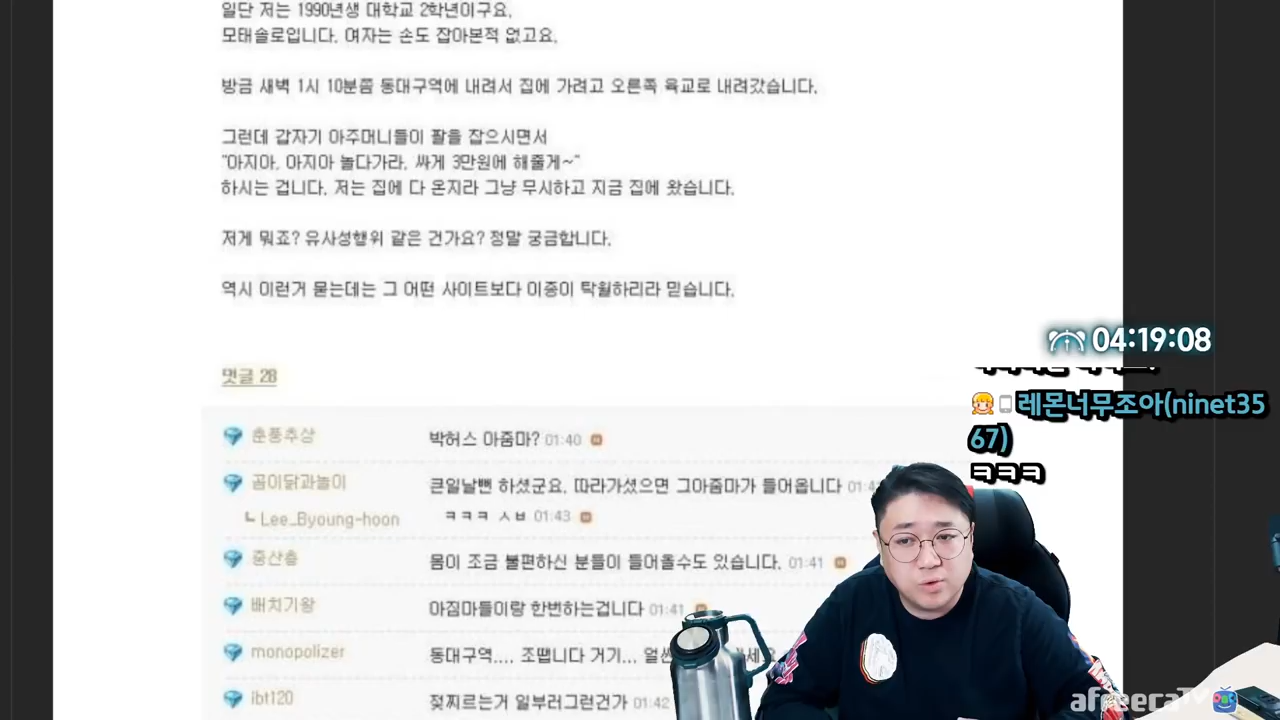 일단 저는 1990년생 대학교 2학년이구요,
모태솔로입니다. 여자는 손도 잡아본적 없고요.
방금 새벽 1시 10분쯤 동대구역에 내려서 집에 가려고 오른쪽 육교로 내려갔습니다.
그런데 갑자기 아주머니들이 팔을 잡으시면서
"아지아, 아지아 놀다가라, 싸게 3만원에 해줄게~"
하시는 겁니다. 저는 집에 다 온지라 그냥 무시하고 지금 집에 왔습니다.
저게 뭐죠? 유사성행위 같은 건가요? 정말 궁금합니다.
역시 이런거 묻는데는 그 어떤 사이트보다 이종이 탁월하리라 믿습니다.
04:19:08
댓글 28
레몬너무조아(ninet35
67)
ㅋㅋㅋ
춘풍추상 박허스 아줌마? 01:40
곰이닭과놀이 큰일날뻔 하셨군요. 따라가셨으면 그아줌마가 들어옵니다
Lee_Byoung-hoon ㅋㅋㅋ ㅅㅂ 01:43
중산층 몸이 조금 불편하신 분들이 들어올수도 있습니다. 01:41
배치기왕 아짐마들이랑 한번하는겁니다 01:41
monopolizer 동대구역.... 조땝니다 거기...
ibt120 젖찌르는거 일부러그런건가 01:42
afreecaTV